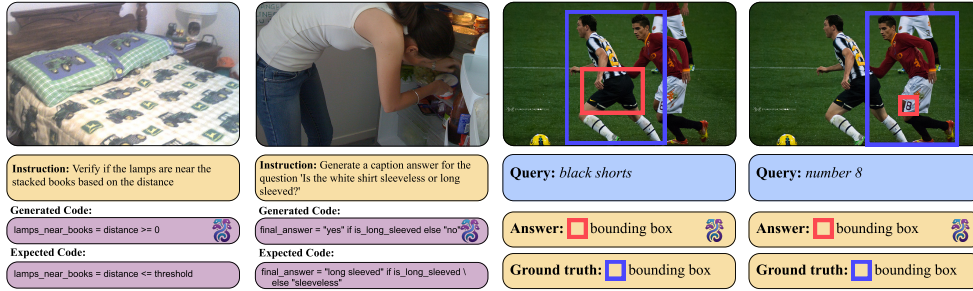 Instruction: Verify if the lamps are near the
stacked books based on the distance
Generated Code:
lamps_near_books = distance >= 0
Expected Code:
lamps_near_books = distance <= threshold
Instruction: Generate a caption answer for the
question 'Is the white shirt sleeveless or long
sleeved?'
Generated Code:
final_answer = "yes" if is_long_sleeved else "no"
Expected Code:
final_answer = "long sleeved" if is_long_sleeved \
else "sleeveless"
Query: black shorts
Answer: bounding box
Ground truth: bounding box
Query: number 8
Answer: bounding box
Ground truth: bounding box